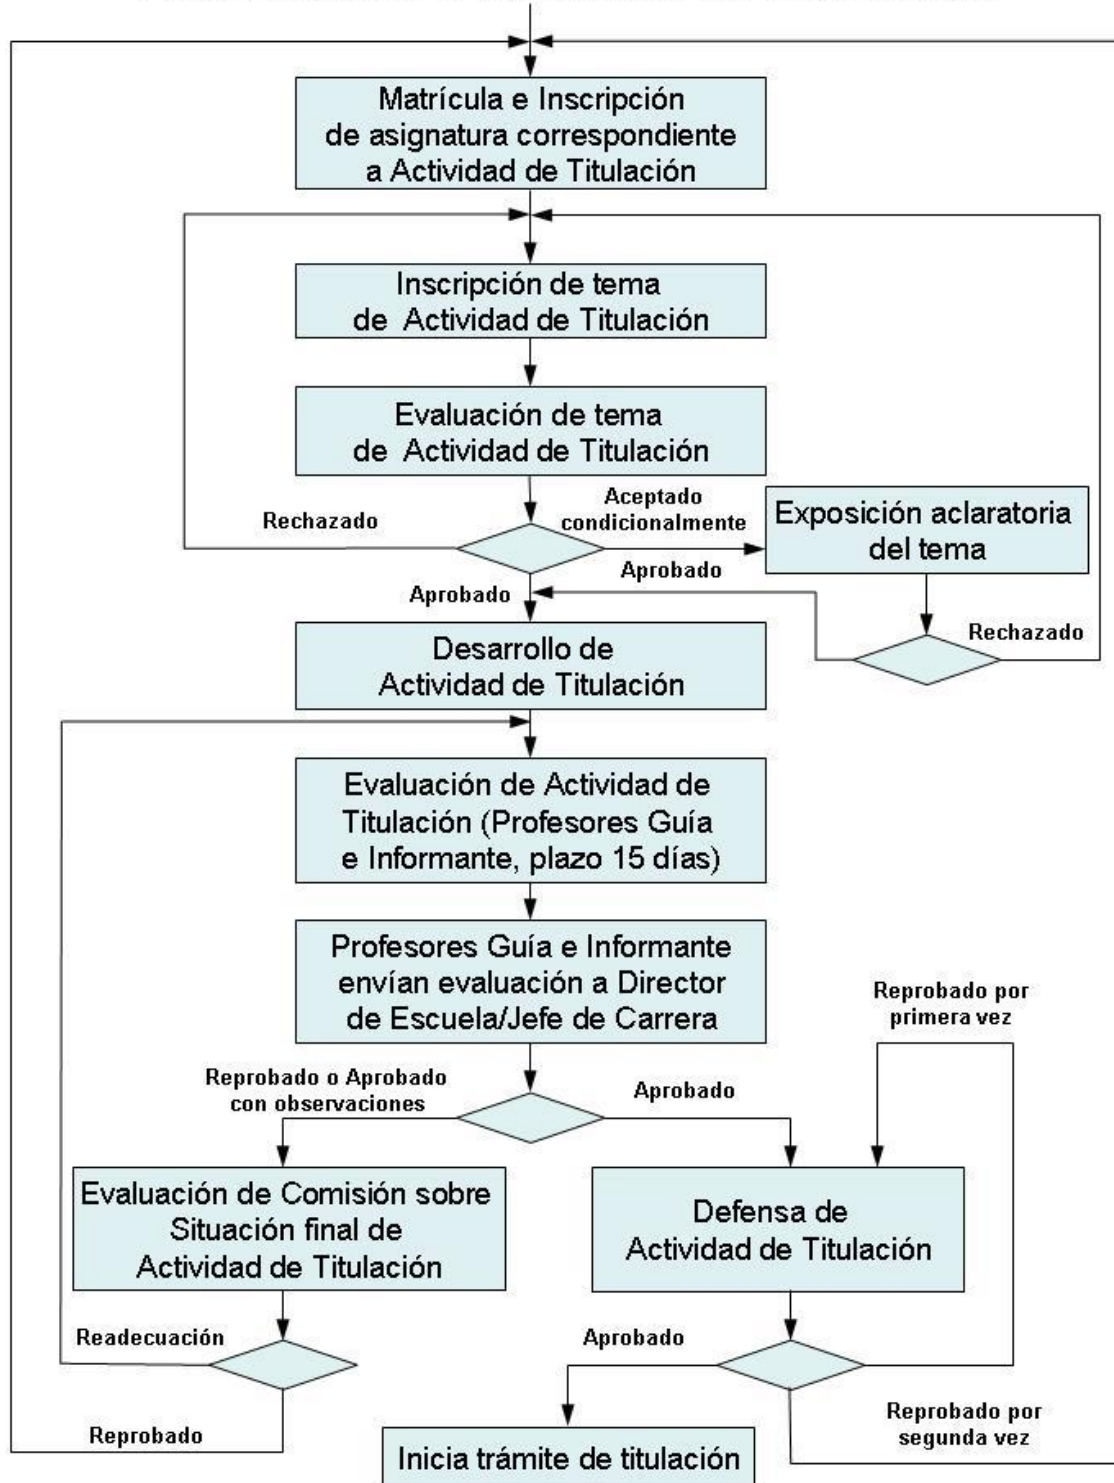 Matrícula e Inscripción
de asignatura correspondiente
a Actividad de Titulación
Inscripción de tema
de Actividad de Titulación
Evaluación de tema
de Actividad de Titulación
Rechazado
Aceptado
condicionalmente
Exposición aclaratoria
del tema
Aprobado
Aprobado
Rechazado
Desarrollo de
Actividad de Titulación
Evaluación de Actividad de
Titulación (Profesores Guía
e Informante, plazo 15 días)
Profesores Guía e Informante
envían evaluación a Director
de Escuela/Jefe de Carrera
Reprobado por
primera vez
Reprobado o Aprobado
con observaciones
Aprobado
Evaluación de Comisión sobre
Situación final de
Actividad de Titulación
Defensa de
Actividad de Titulación
Readecuación
Aprobado
Reprobado
Reprobado por
segunda vez
Inicia trámite de titulación